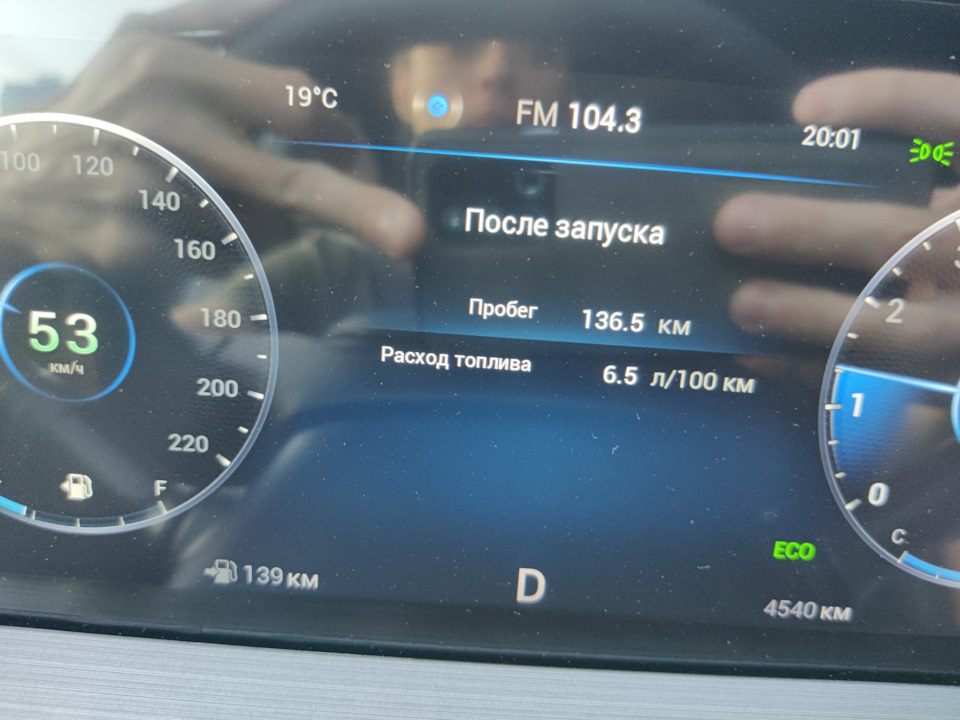 19°C
FM 104.3
20:01
100
120
140
160
180
200
220
53
км/ч
F
После запуска
Пробег 136.5 км
Расход топлива 6.5 л/100 км
2
1
0
C
139 км
D
ECO
4540 км